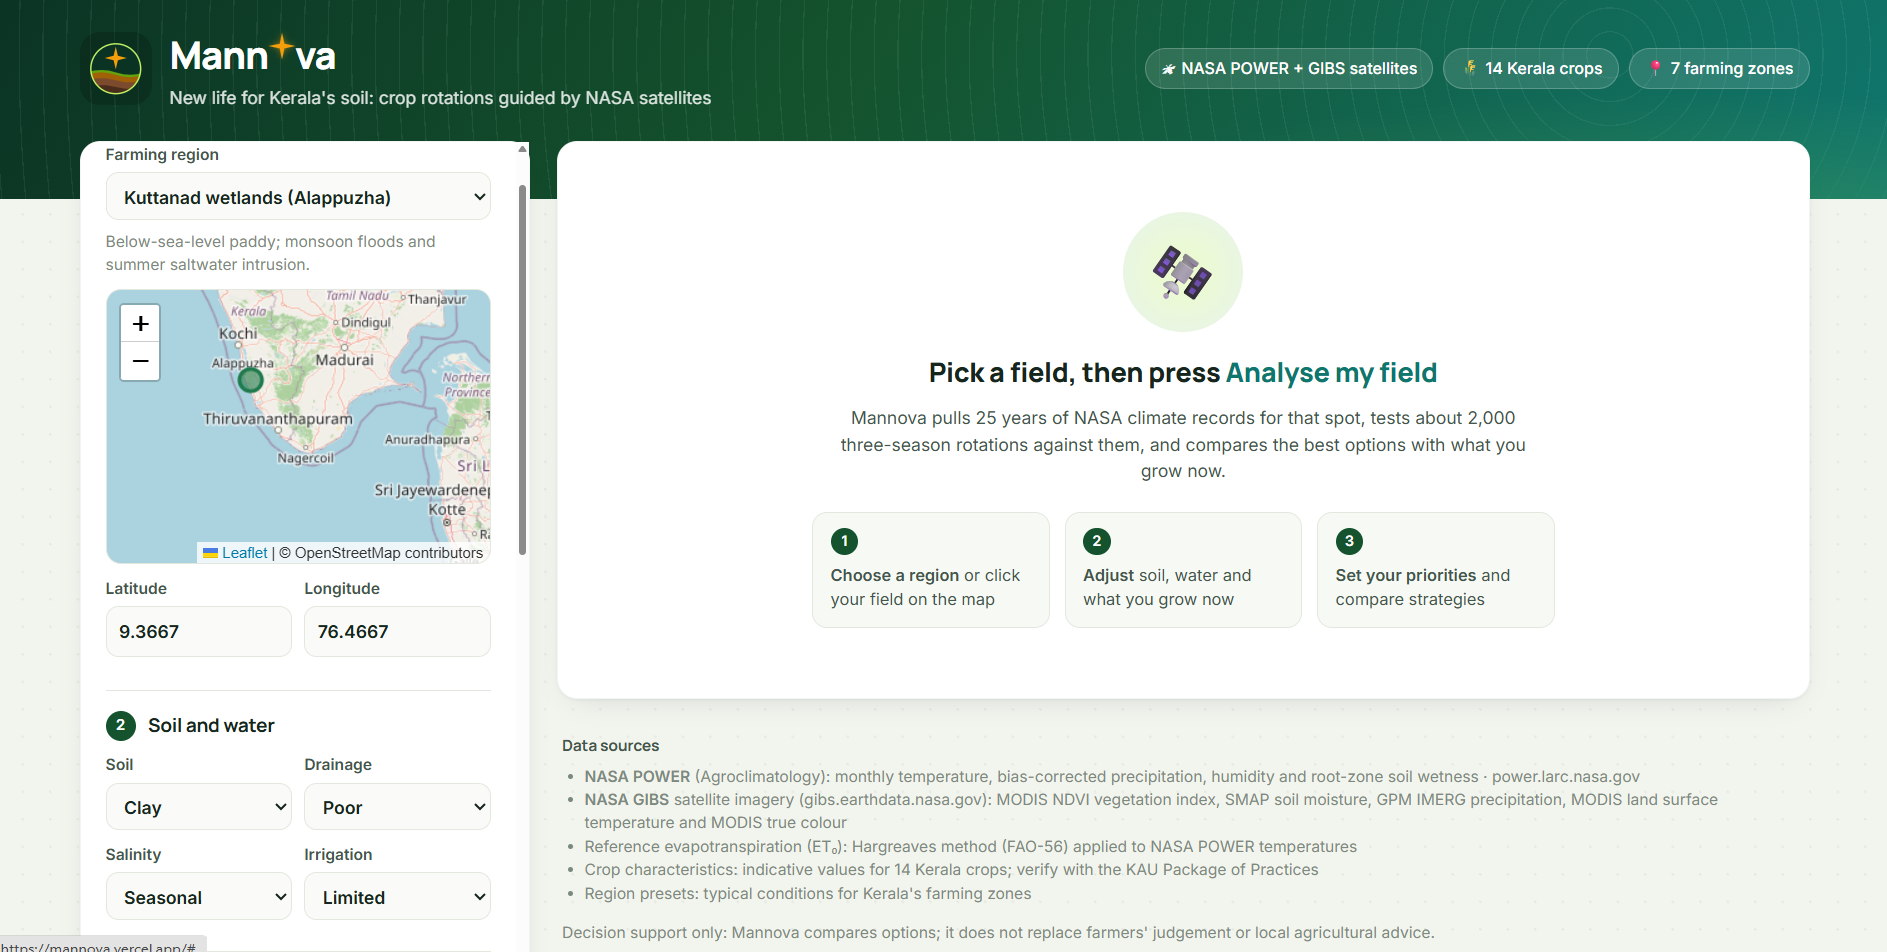 Mann va
New life for Kerala's soil: crop rotations guided by NASA satellites
NASA POWER + GIBS satellites
14 Kerala crops
7 farming zones
Farming region
Kuttanad wetlands (Alappuzha)
Below-sea-level paddy; monsoon floods and
summer saltwater intrusion.
+
−
Tamil Nadu
Thanjavur
Kerala
Dindigul
Kochi
Madurai
Alappuzha
Northern
Province
Thiruvananthapuram
Anuradhapura
Nagercoil
Sri L
Sri Jayewardenep
Kotte
Ra
Leaflet | © OpenStreetMap contributors
Latitude
Longitude
9.3667
76.4667
2
Soil and water
Soil
Drainage
Clay
Poor
Salinity
Irrigation
Seasonal
Limited
https://mannova.vercel.app/#
Pick a field, then press Analyse my field
Mannova pulls 25 years of NASA climate records for that spot, tests about 2,000
three-season rotations against them, and compares the best options with what you
grow now.
1
Choose a region or click
your field on the map
2
Adjust soil, water and
what you grow now
3
Set your priorities and
compare strategies
Data sources
• NASA POWER (Agroclimatology): monthly temperature, bias-corrected precipitation, humidity and root-zone soil wetness · power.larc.nasa.gov
• NASA GIBS satellite imagery (gibs.earthdata.nasa.gov): MODIS NDVI vegetation index, SMAP soil moisture, GPM IMERG precipitation, MODIS land surface
temperature and MODIS true colour
• Reference evapotranspiration (ET₀): Hargreaves method (FAO-56) applied to NASA POWER temperatures
• Crop characteristics: indicative values for 14 Kerala crops; verify with the KAU Package of Practices
• Region presets: typical conditions for Kerala's farming zones
Decision support only: Mannova compares options; it does not replace farmers' judgement or local agricultural advice.